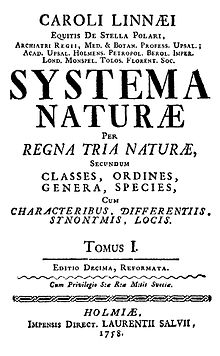 CAROLI LINNÆI
EQUITIS DE STELLA POLARI,
ARCHIATRI REGII, MED. & BOTAN. PROFESS. UPSAL.;
ACAD. UPSAL. HOLMENS. PETROPOL. BEROL. IMPER.
LOND. MONSPEL. TOLOS. FLORENT. SOC.
SYSTEMA
NATURÆ
PER
REGNA TRIA NATURÆ,
SECUNDUM
CLASSES, ORDINES,
GENERA, SPECIES,
CUM
CHARACTERIBUS, DIFFERENTIIS,
SYNONYMIS, LOCIS.
TOMUS I.
EDITIO DECIMA, REFORMATA.
Cum Privilegio S:æ R:æ M:tis Sveciæ.
HOLMIÆ,
IMPENSIS DIRECT. LAURENTII SALVII,
1758.